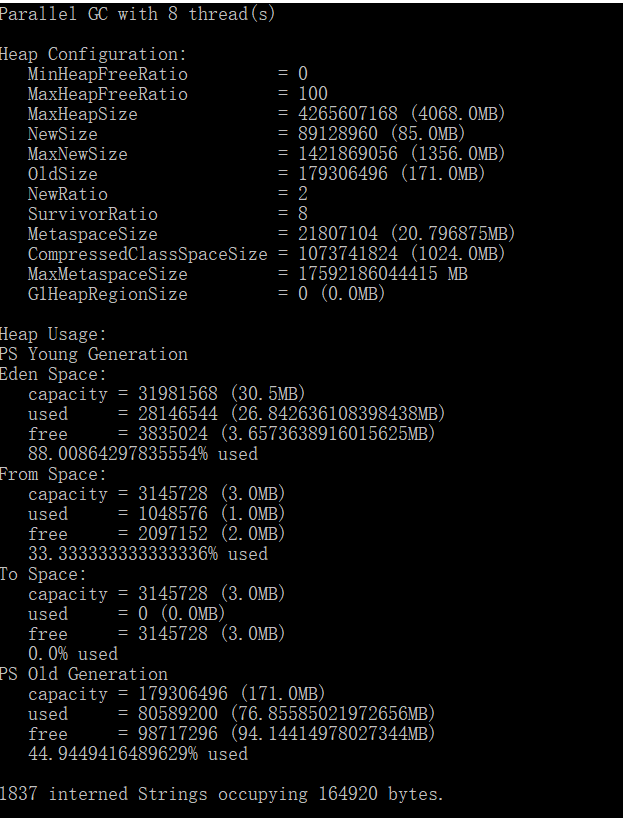 Parallel GC with 8 thread(s)
Heap Configuration:
MinHeapFreeRatio = 0
MaxHeapFreeRatio = 100
MaxHeapSize = 4265607168 (4068.0MB)
NewSize = 89128960 (85.0MB)
MaxNewSize = 1421869056 (1356.0MB)
OldSize = 179306496 (171.0MB)
NewRatio = 2
SurvivorRatio = 8
MetaspaceSize = 21807104 (20.796875MB)
CompressedClassSpaceSize = 1073741824 (1024.0MB)
MaxMetaspaceSize = 17592186044415 MB
G1HeapRegionSize = 0 (0.0MB)
Heap Usage:
PS Young Generation
Eden Space:
capacity = 31981568 (30.5MB)
used = 28146544 (26.842636108398438MB)
free = 3835024 (3.6573638916015625MB)
88.00864297835554% used
From Space:
capacity = 3145728 (3.0MB)
used = 1048576 (1.0MB)
free = 2097152 (2.0MB)
33.333333333333336% used
To Space:
capacity = 3145728 (3.0MB)
used = 0 (0.0MB)
free = 3145728 (3.0MB)
0.0% used
PS Old Generation
capacity = 179306496 (171.0MB)
used = 80589200 (76.85585021972656MB)
free = 98717296 (94.14414978027344MB)
44.9449416489629% used
1837 interned Strings occupying 164920 bytes.